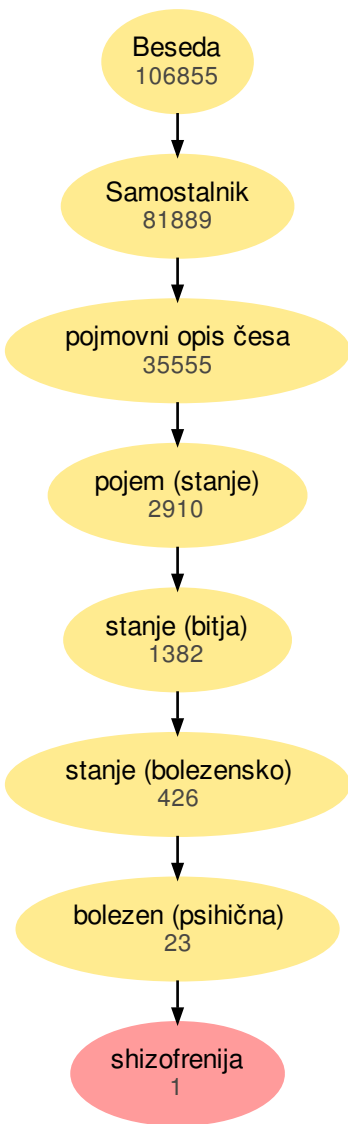 Beseda
106855
Samostalnik
81889
pojmovni opis česa
35555
pojem (stanje)
2910
stanje (bitja)
1382
stanje (bolezensko)
426
bolezen (psihična)
23
shizofrenija
1